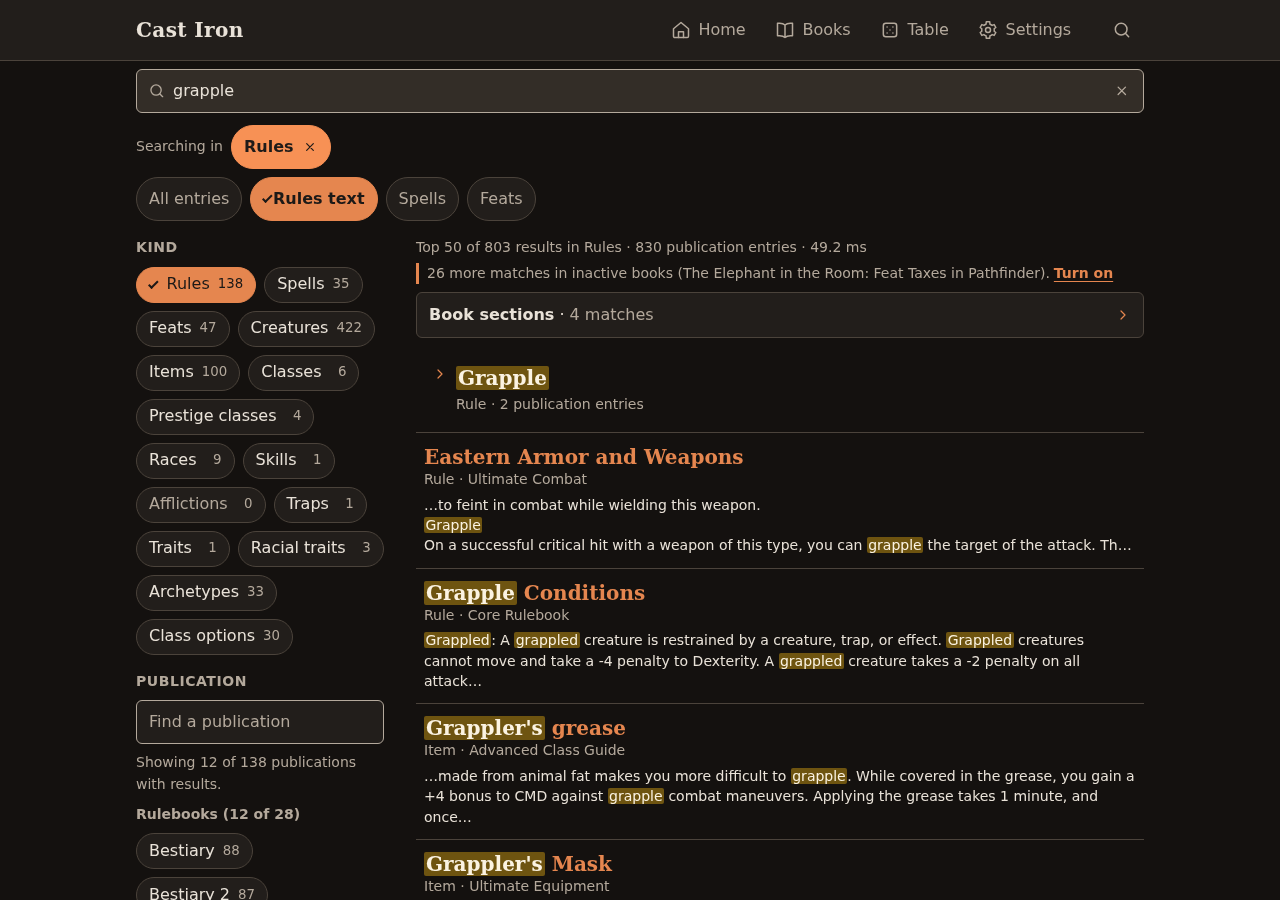 Cast Iron
Home
Books
Table
Settings
grapple
Searching in
Rules
All entries
Rules text
Spells
Feats
KIND
Rules 138
Spells 35
Feats 47
Creatures 422
Items 100
Classes 6
Prestige classes 4
Races 9
Skills 1
Afflictions 0
Traps 1
Traits 1
Racial traits 3
Archetypes 33
Class options 30
PUBLICATION
Find a publication
Showing 12 of 138 publications
with results.
Rulebooks (12 of 28)
Bestiary 88
Bestiary 2 87
Top 50 of 803 results in Rules · 830 publication entries · 49.2 ms
26 more matches in inactive books (The Elephant in the Room: Feat Taxes in Pathfinder). Turn on
Book sections · 4 matches
Grapple
Rule · 2 publication entries
Eastern Armor and Weapons
Rule · Ultimate Combat
…to feint in combat while wielding this weapon.
Grapple
On a successful critical hit with a weapon of this type, you can grapple the target of the attack. Th…
Grapple Conditions
Rule · Core Rulebook
Grappled: A grappled creature is restrained by a creature, trap, or effect. Grappled creatures
cannot move and take a -4 penalty to Dexterity. A grappled creature takes a -2 penalty on all
attack…
Grappler's grease
Item · Advanced Class Guide
…made from animal fat makes you more difficult to grapple. While covered in the grease, you gain a
+4 bonus to CMD against grapple combat maneuvers. Applying the grease takes 1 minute, and
once…
Grappler's Mask
Item · Ultimate Equipment